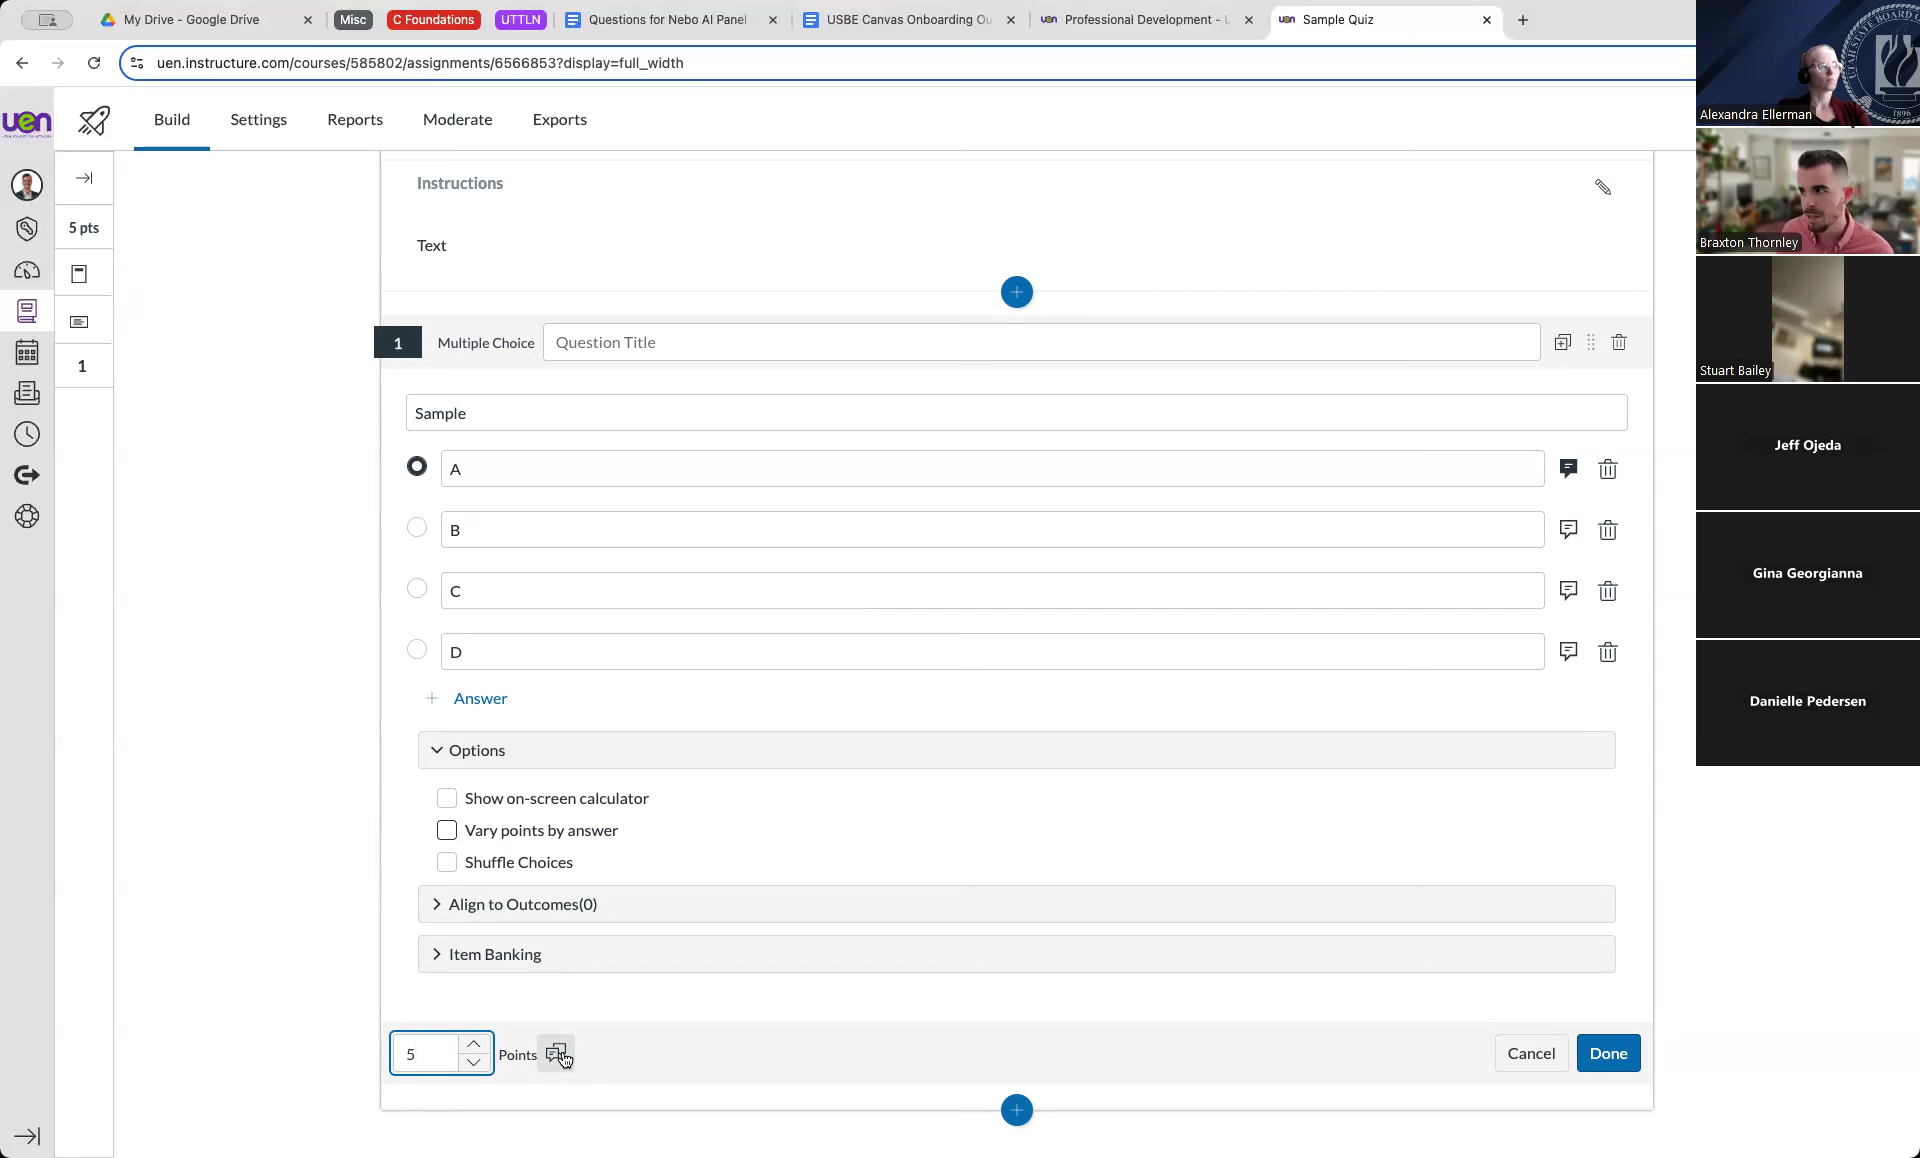 My Drive - Google Drive
Misc
C Foundations
UTTLN
Questions for Nebo AI Panel
USBE Canvas Onboarding Ou
uen Professional Development - U
uen Sample Quiz
uen.instructure.com/courses/585802/assignments/6566853?display=full_width
uen
Build
Settings
Reports
Moderate
Exports
5 pts
1
Instructions
Text
1
Multiple Choice
Question Title
Sample
A
B
C
D
Answer
Options
Show on-screen calculator
Vary points by answer
Shuffle Choices
Align to Outcomes(0)
Item Banking
5
Points
Cancel
Done
1896
Alexandra Ellerman
Braxton Thornley
Stuart Bailey
Jeff Ojeda
Gina Georgianna
Danielle Pedersen